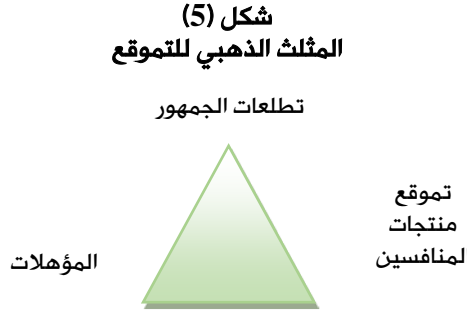 شكل (5)
المثلث الذهبي للتموقع
تطلعات الجمهور
تموقع
منتجات
لمنافسين
المؤهلات